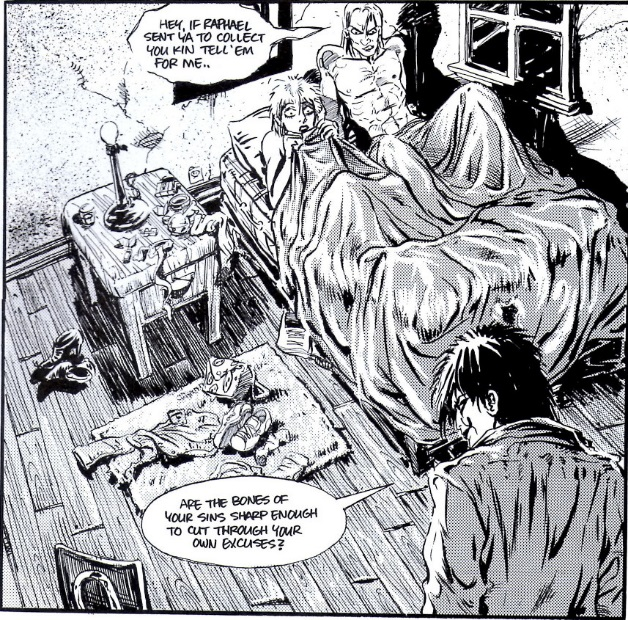 HEY, IF RAPHAEL
SENT YA TO COLLECT
YOU KIN TELL 'EM
FOR ME..
ARE THE BONES OF
YOUR SINS SHARP ENOUGH
TO CUT THROUGH YOUR
OWN EXCUSES?